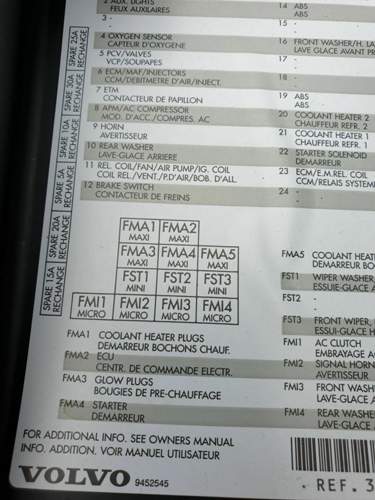 2 AUX. LIGHTS
FEUX AUXILAIRES
3 -
-
4 OXYGEN SENSOR
CAPTEUR D'OXYGENE
5 PCV/VALVES
VCP/SOUPAPES
6 ECM/MAF/INJECTORS
CCM/DEBITMETRE D'AIR/INJECT.
7 ETM
CONTACTEUR DE PAPILLON
8 APM/AC COMPRESSOR
MOD. D'ACC./COMPRES. AC
9 HORN
AVERTISSEUR
10 REAR WASHER
LAVE-GLACE ARRIERE
11 REL. COIL/FAN/AIR PUMP/IG. COIL
COIL REL/VENT./P.D'AIR/BOB. D'ALL.
12 BRAKE SWITCH
CONTACTEUR DE FREINS
14 ABS
ABS
15 -
-
16 FRONT WASHER/H. LA
LAVE GLACE AVANT PR
17 -
-
18 -
19 ABS
ABS
20 COOLANT HEATER 2
CHAUFFEUR REFR. 2
21 COOLANT HEATER 1
CHAUFFEUR REFR. 1
22 STARTER SOLENOID
DEMARREUR
23 ECM/E.M.REL. COIL
CCM/RELAIS SYSTEM
24 -
-
SPARE 25A
RECHANGE
SPARE 30A
RECHANGE
SPARE 10A
RECHANGE
SPARE 5A
RECHANGE
SPARE 20A
RECHANGE
SPARE 15A
RECHANGE
FMA1 FMA2
MAXI MAXI
FMA3 FMA4 FMA5
MAXI MAXI MAXI
FST1 FST2 FST3
MINI MINI MINI
FMI1 FMI2 FMI3 FMI4
MICRO MICRO MICRO MICRO
FMA1 COOLANT HEATER PLUGS
DEMARREUR BOCHONS CHAUF.
FMA2 ECU
CENTR. DE COMMANDE ELECTR.
FMA3 GLOW PLUGS
BOUGIES DE PRE-CHAUFFAGE
FMA4 STARTER
DEMARREUR
FMA5 COOLANT HEAT
DEMARREUR BO
FST1 WIPER WASHER,
ESSUIE-GLACE A
FST2 -
-
FST3 FRONT WIPER,
ESSUIS-GLACE
FMI1 AC CLUTCH
EMBRAYAGE A
FMI2 SIGNAL HORN
AVERTISSEUR
FMI3 FRONT WASH
LAVE-GLACE A
FMI4 REAR WASHER
LAVE-GLACE
FOR ADDITIONAL INFO. SEE OWNERS MANUAL
INFO. ADDITION. VOIR MANUEL UTILISATEUR
VOLVO 9452545
REF. 3